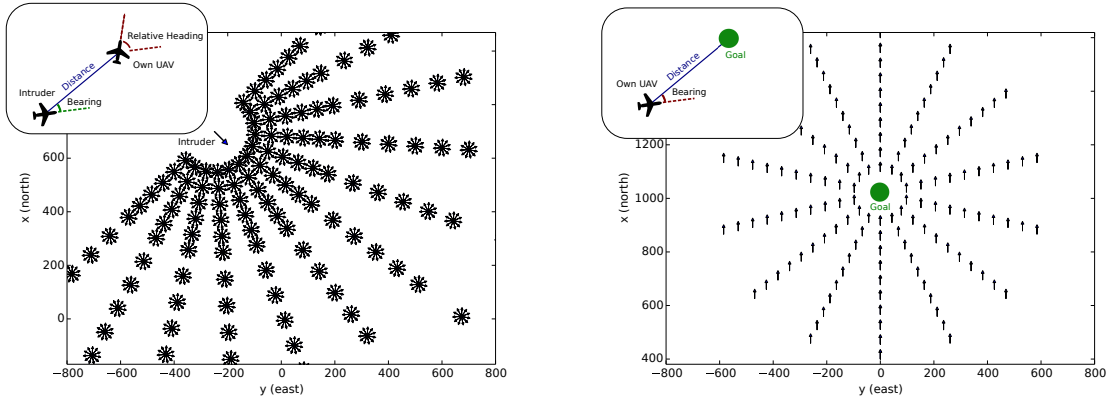 Relative Heading
Distance
Own UAV
Intruder
Bearing
Intruder
600
400
200
0
−800
−600
−400
−200
0
200
400
600
800
x (north)
y (east)
Goal
Distance
Own UAV
Bearing
1200
1000
800
600
400
Goal
−800
−600
−400
−200
0
200
400
600
800
x (north)
y (east)